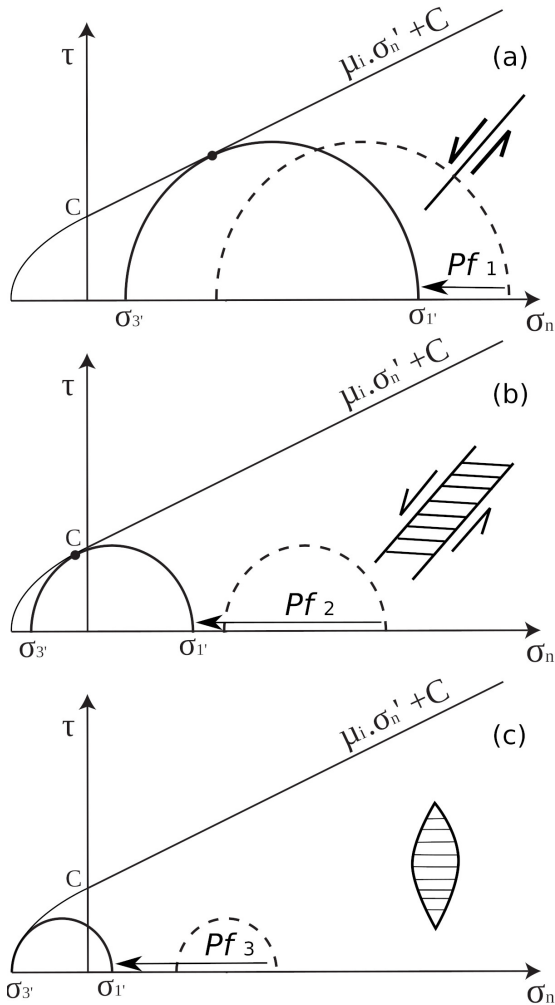 τ
μi.σn'+C
(a)
C
Pf 1
σ3'
σ1'
σn
τ
μi.σn'+C
(b)
C
Pf 2
σ3'
σ1'
σn
τ
μi.σn'+C
(c)
C
Pf 3
σ3'
σ1'
σn